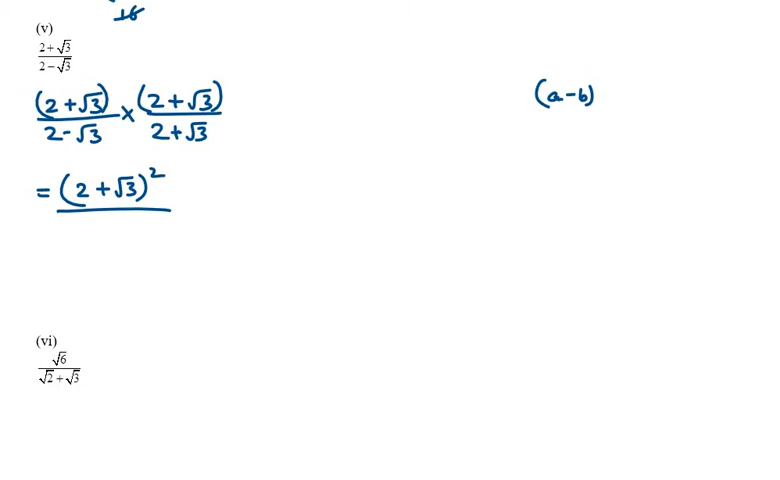 16
(v)
2 + √3 / 2 − √3
(2 + √3) / 2 − √3 × (2 + √3) / 2 + √3
(a − b)
= (2 + √3)²
(vi)
√6 / √2 + √3